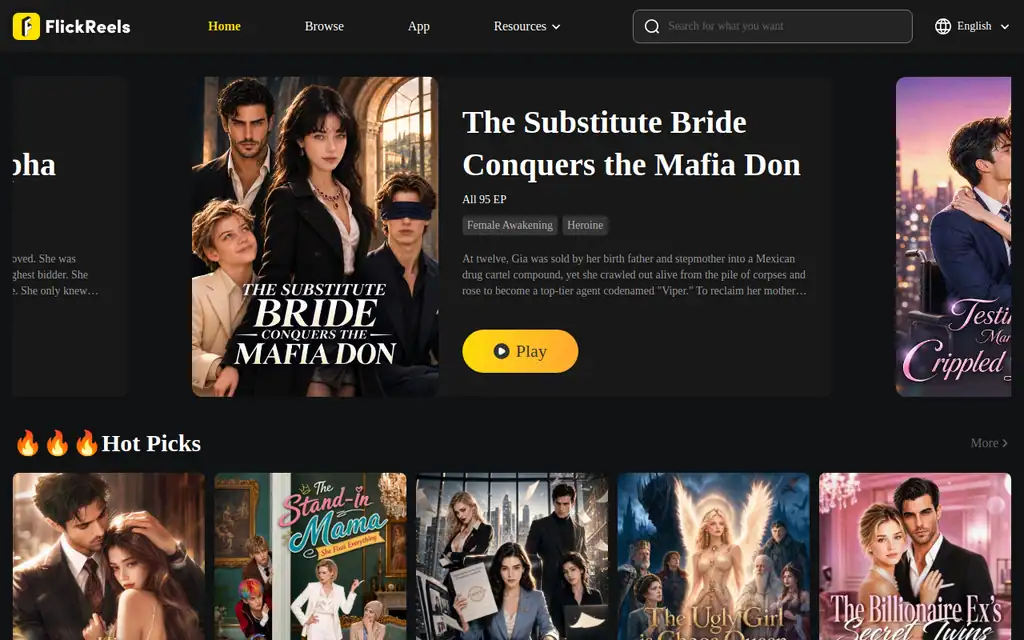 FlickReels
Home
Browse
App
Resources
Search for what you want
English
pha
oved. She was
ghest bidder. She
e. She only knew…
THE SUBSTITUTE
BRIDE
CONQUERS THE
MAFIA DON
The Substitute Bride
Conquers the Mafia Don
All 95 EP
Female Awakening
Heroine
At twelve, Gia was sold by her birth father and stepmother into a Mexican
drug cartel compound, yet she crawled out alive from the pile of corpses and
rose to become a top-tier agent codenamed "Viper." To reclaim her mother…
Play
Crippled
🔥🔥🔥Hot Picks
More
The
Stand-in
Mama
She Fixes Everything
The Ugly Girl
is Chaos Queen
The Billionaire Ex's
Secret Twins